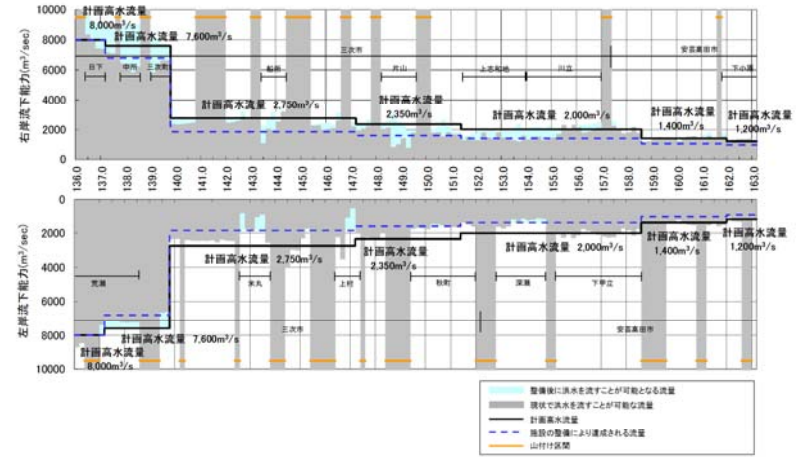 右岸流下能力(m³/sec)
10000
8000
6000
4000
2000
0
計画高水流量
8,000m³/s
計画高水流量 7,600m³/s
三次市
安芸高田市
日下
三次町
船所
片山
上志和地
川立
計画高水流量 2,750m³/s
計画高水流量
2,350m³/s
計画高水流量 2,000m³/s
計画高水流量
1,400m³/s
計画高水流量
1,200m³/s
136.0
137.0
138.0
139.0
140.0
141.0
142.0
143.0
144.0
145.0
146.0
147.0
148.0
149.0
150.0
151.0
152.0
153.0
154.0
155.0
156.0
157.0
158.0
159.0
160.0
161.0
162.0
163.0
左岸流下能力(m³/sec)
0
2000
4000
6000
8000
10000
計画高水流量 2,750m³/s
計画高水流量
2,350m³/s
計画高水流量 2,000m³/s
計画高水流量
1,400m³/s
計画高水流量
1,200m³/s
荒瀬
米丸
上村
秋町
深瀬
下甲立
三次市
安芸高田市
計画高水流量 7,600m³/s
計画高水流量
8,000m³/s
整備後に洪水を流すことが可能となる流量
現状で洪水を流すことが可能な流量
計画高水流量
施設の整備により達成される流量
山付け区間